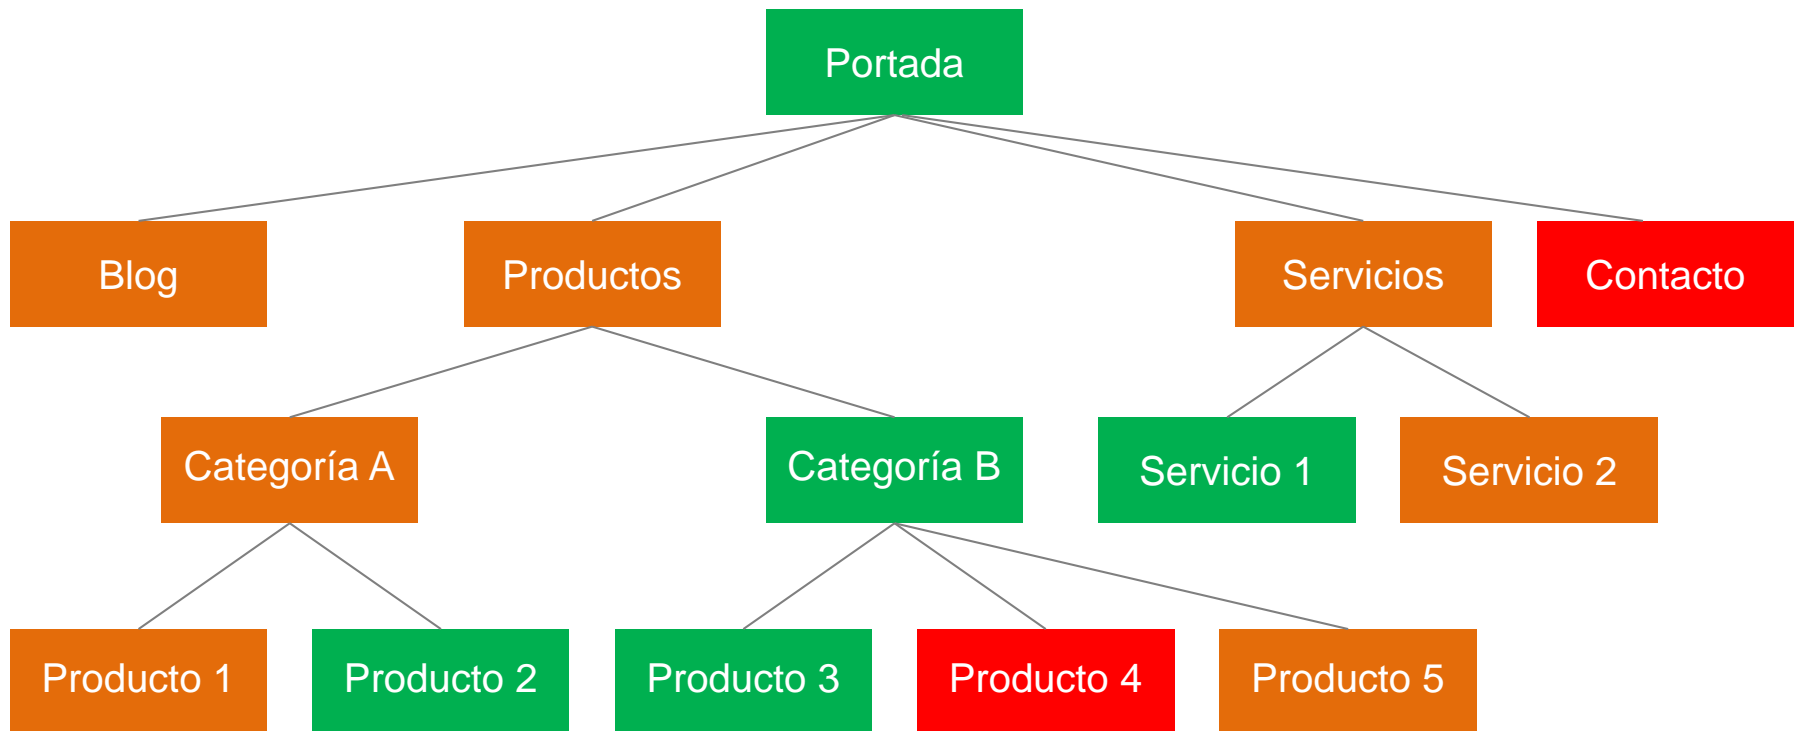 Portada
Blog
Productos
Servicios
Contacto
Categoría A
Categoría B
Servicio 1
Servicio 2
Producto 1
Producto 2
Producto 3
Producto 4
Producto 5